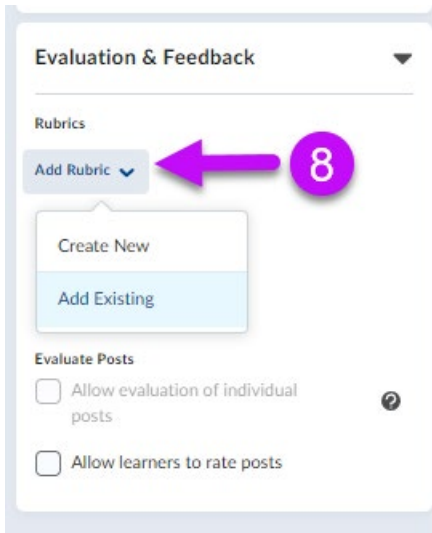 Evaluation & Feedback
Rubrics
Add Rubric
8
Create New
Add Existing
Evaluate Posts
Allow evaluation of individual
posts
Allow learners to rate posts